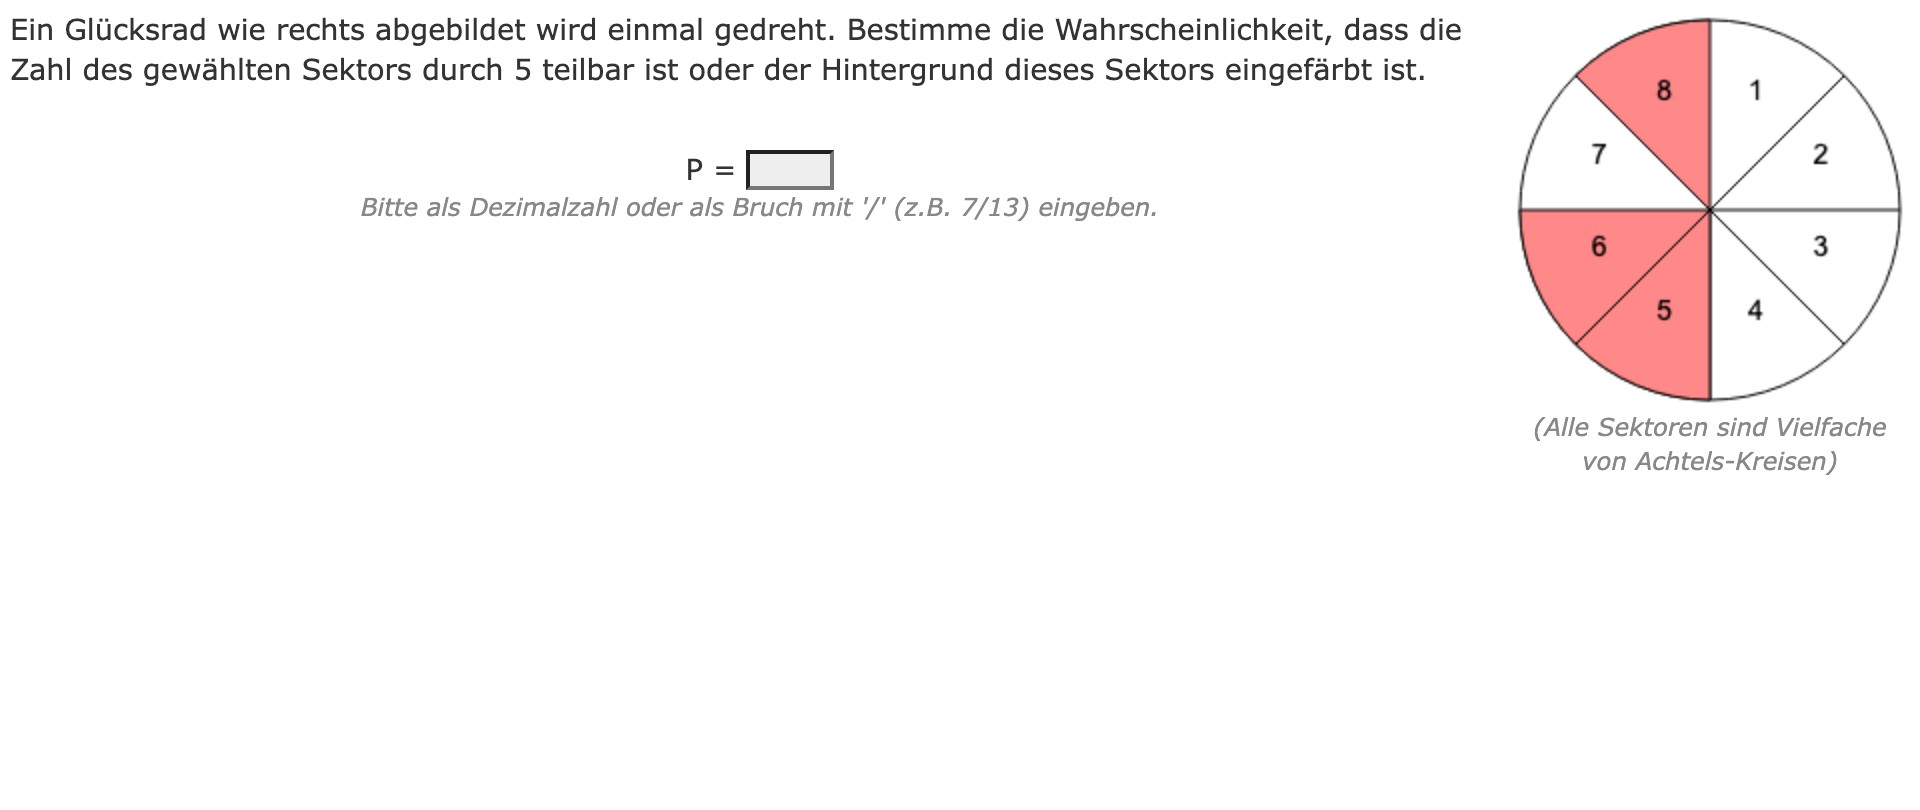 Ein Glücksrad wie rechts abgebildet wird einmal gedreht. Bestimme die Wahrscheinlichkeit, dass die
Zahl des gewählten Sektors durch 5 teilbar ist oder der Hintergrund dieses Sektors eingefärbt ist.
P =
Bitte als Dezimalzahl oder als Bruch mit '/' (z.B. 7/13) eingeben.
8 1
7 2
6 3
5 4
(Alle Sektoren sind Vielfache
von Achtels-Kreisen)